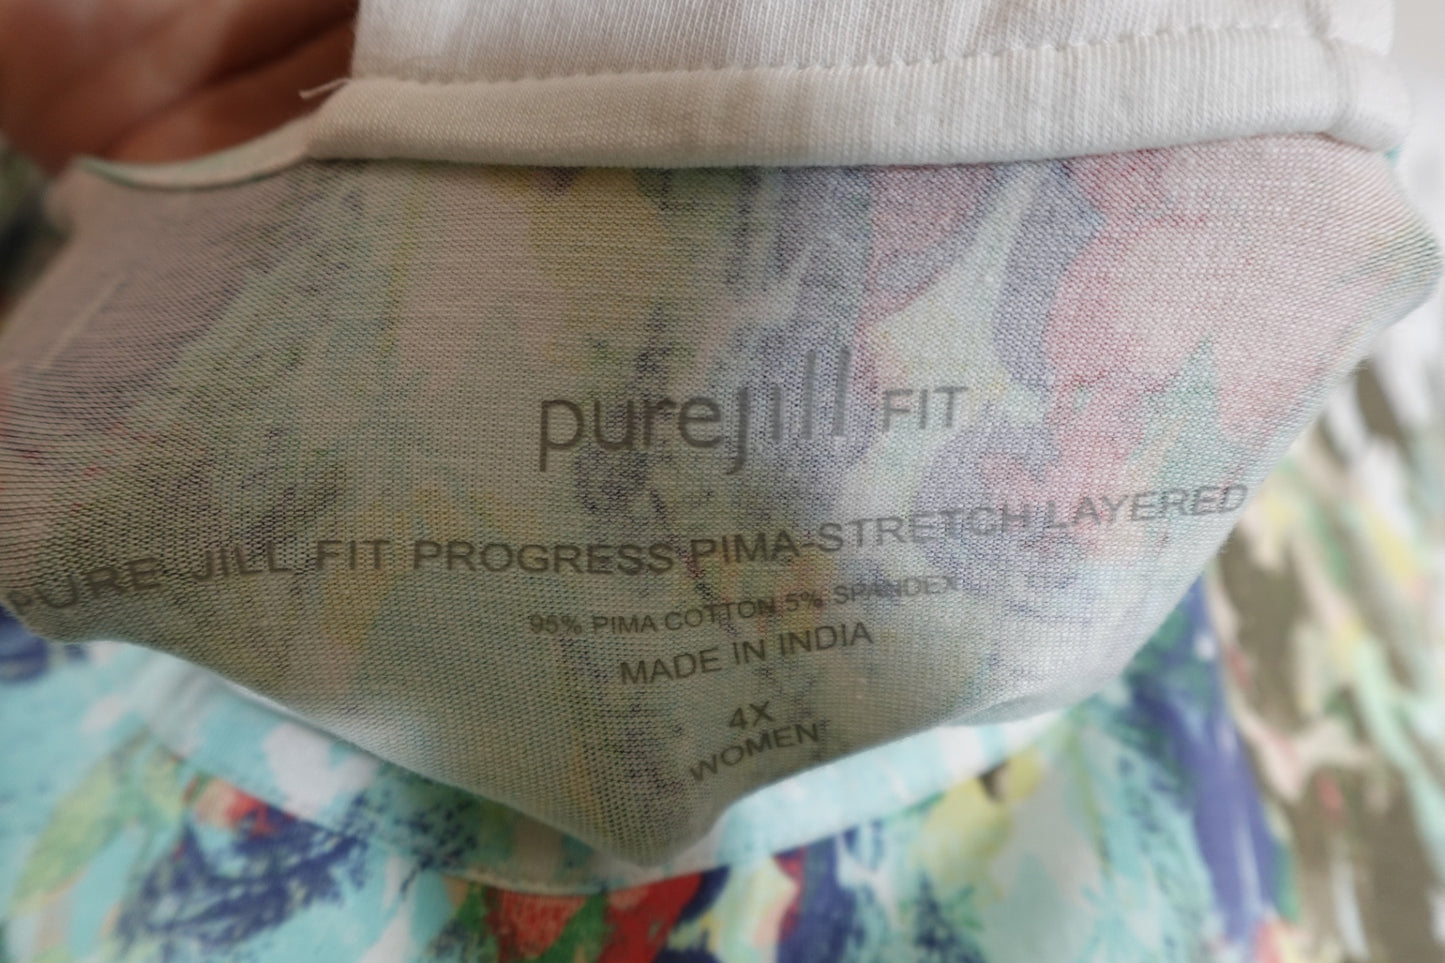 purejill FIT
PURE JILL FIT PROGRESS PIMA-STRETCH LAYERED
95% PIMA COTTON 5% SPANDEX
MADE IN INDIA
4X
WOMEN